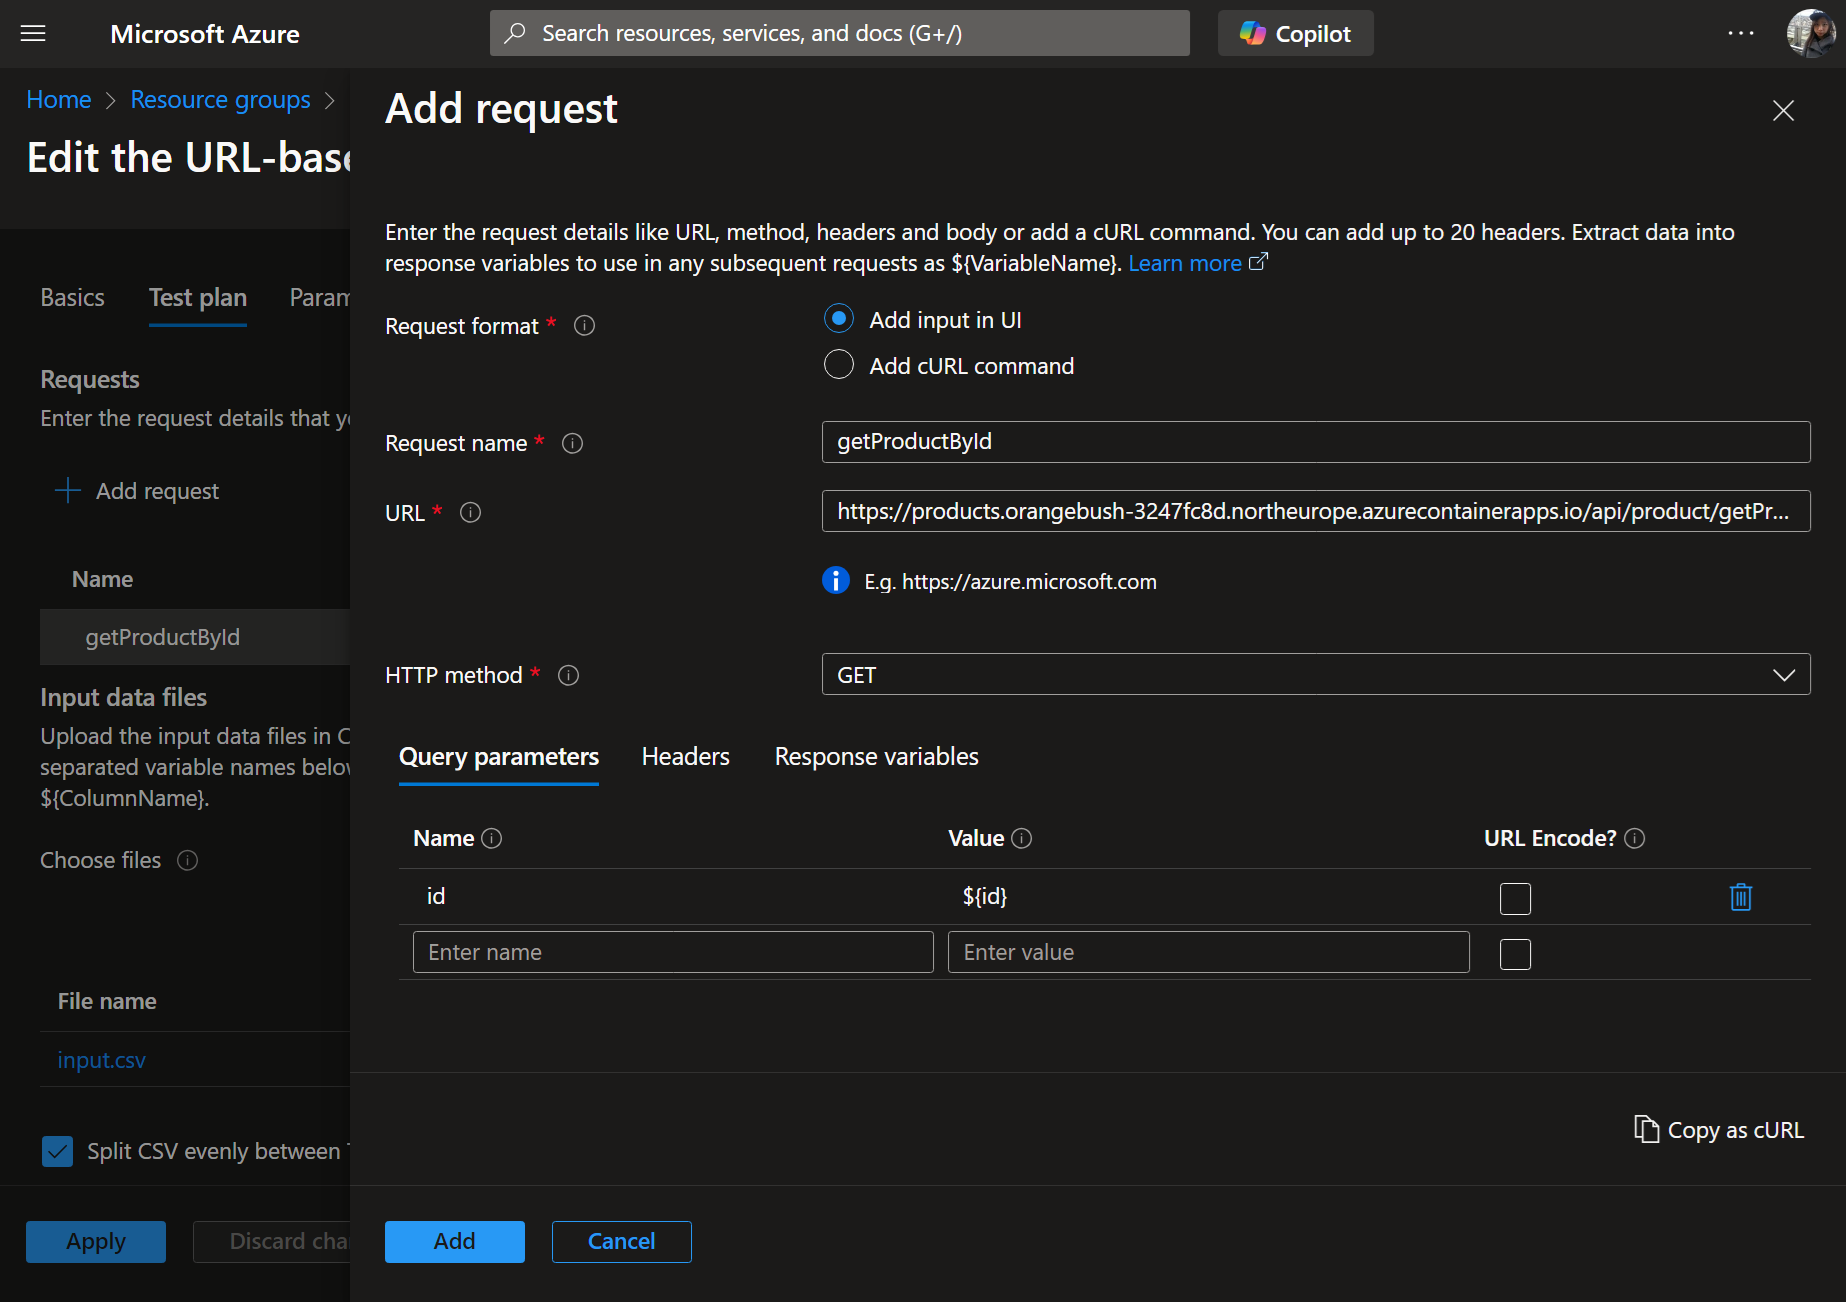 Microsoft Azure
Search resources, services, and docs (G+/)
Copilot
Home > Resource groups >
Edit the URL-base
Basics
Test plan
Param
Requests
Enter the request details that y
Add request
Name
getProductById
Input data files
Upload the input data files in C
separated variable names below
${ColumnName}.
Choose files
File name
input.csv
Split CSV evenly between T
Apply
Discard cha
Add request
Enter the request details like URL, method, headers and body or add a cURL command. You can add up to 20 headers. Extract data into
response variables to use in any subsequent requests as ${VariableName}. Learn more
Request format *
Add input in UI
Add cURL command
Request name *
getProductById
URL *
https://products.orangebush-3247fc8d.northeurope.azurecontainerapps.io/api/product/getPr...
E.g. https://azure.microsoft.com
HTTP method *
GET
Query parameters
Headers
Response variables
Name
Value
URL Encode?
id
${id}
Enter name
Enter value
Copy as cURL
Add
Cancel